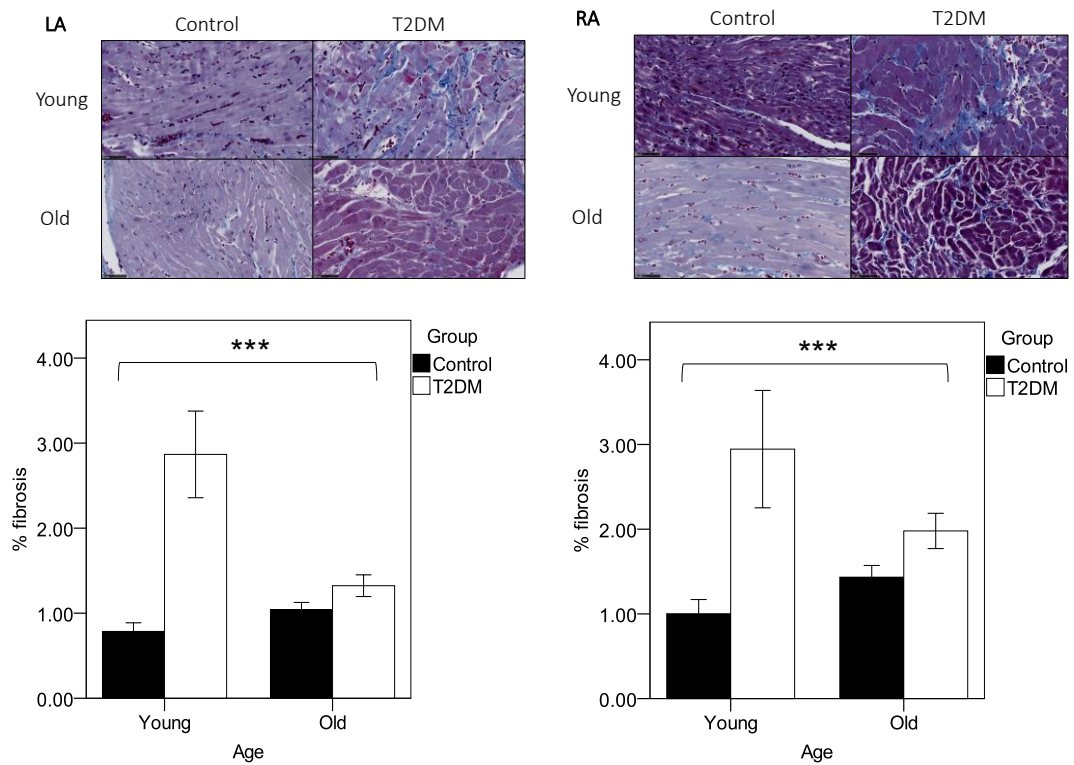 LA
Control
T2DM
Young
Old
RA
Control
T2DM
Young
Old
***
Group
Control
T2DM
4.00
3.00
2.00
1.00
0.00
% fibrosis
Young
Old
Age
***
Group
Control
T2DM
4.00
3.00
2.00
1.00
0.00
% fibrosis
Young
Old
Age